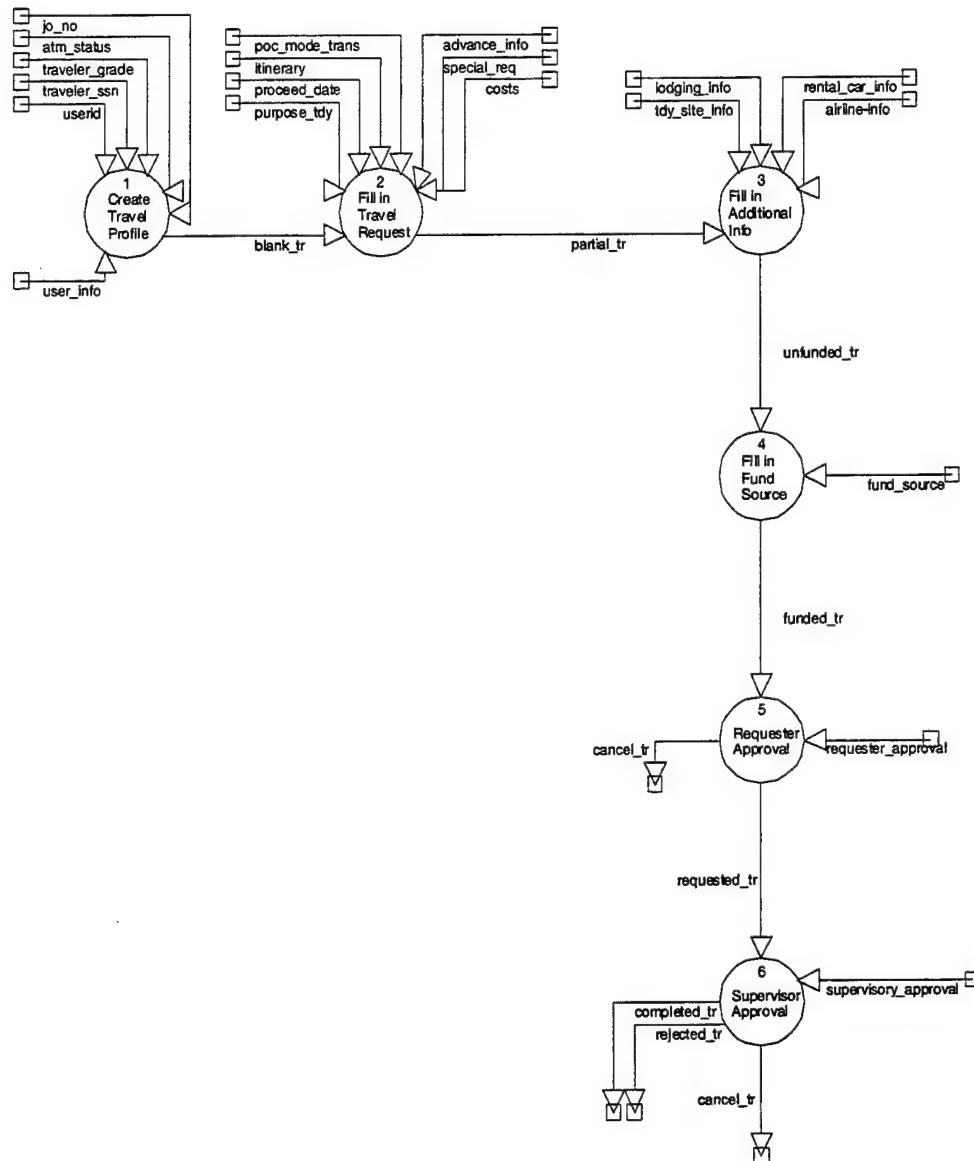 jo_no
atm_status
traveler_grade
traveler_ssn
userid
1
Create
Travel
Profile
user_info
blank_tr
poc_mode_trans
itinerary
proceed_date
purpose_tdy
advance_info
special_req
costs
2
Fill in
Travel
Request
partial_tr
lodging_info
tdy_site_info
rental_car_info
airline-info
3
Fill in
Additional
Info
unfunded_tr
4
Fill in
Fund
Source
fund_source
funded_tr
5
Requester
Approval
cancel_tr
requester_approval
requested_tr
6
Supervisor
Approval
supervisory_approval
completed_tr
rejected_tr
cancel_tr